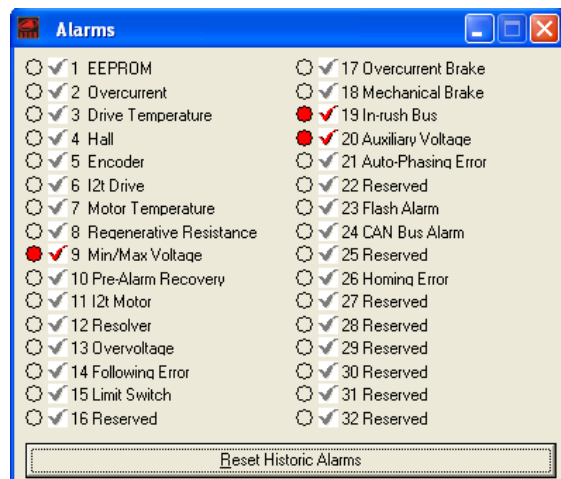 Alarms
1 EEPROM
2 Overcurrent
3 Drive Temperature
4 Hall
5 Encoder
6 I2t Drive
7 Motor Temperature
8 Regenerative Resistance
9 Min/Max Voltage
10 Pre-Alarm Recovery
11 I2t Motor
12 Resolver
13 Overvoltage
14 Following Error
15 Limit Switch
16 Reserved
17 Overcurrent Brake
18 Mechanical Brake
19 In-rush Bus
20 Auxiliary Voltage
21 Auto-Phasing Error
22 Reserved
23 Flash Alarm
24 CAN Bus Alarm
25 Reserved
26 Homing Error
27 Reserved
28 Reserved
29 Reserved
30 Reserved
31 Reserved
32 Reserved
Reset Historic Alarms